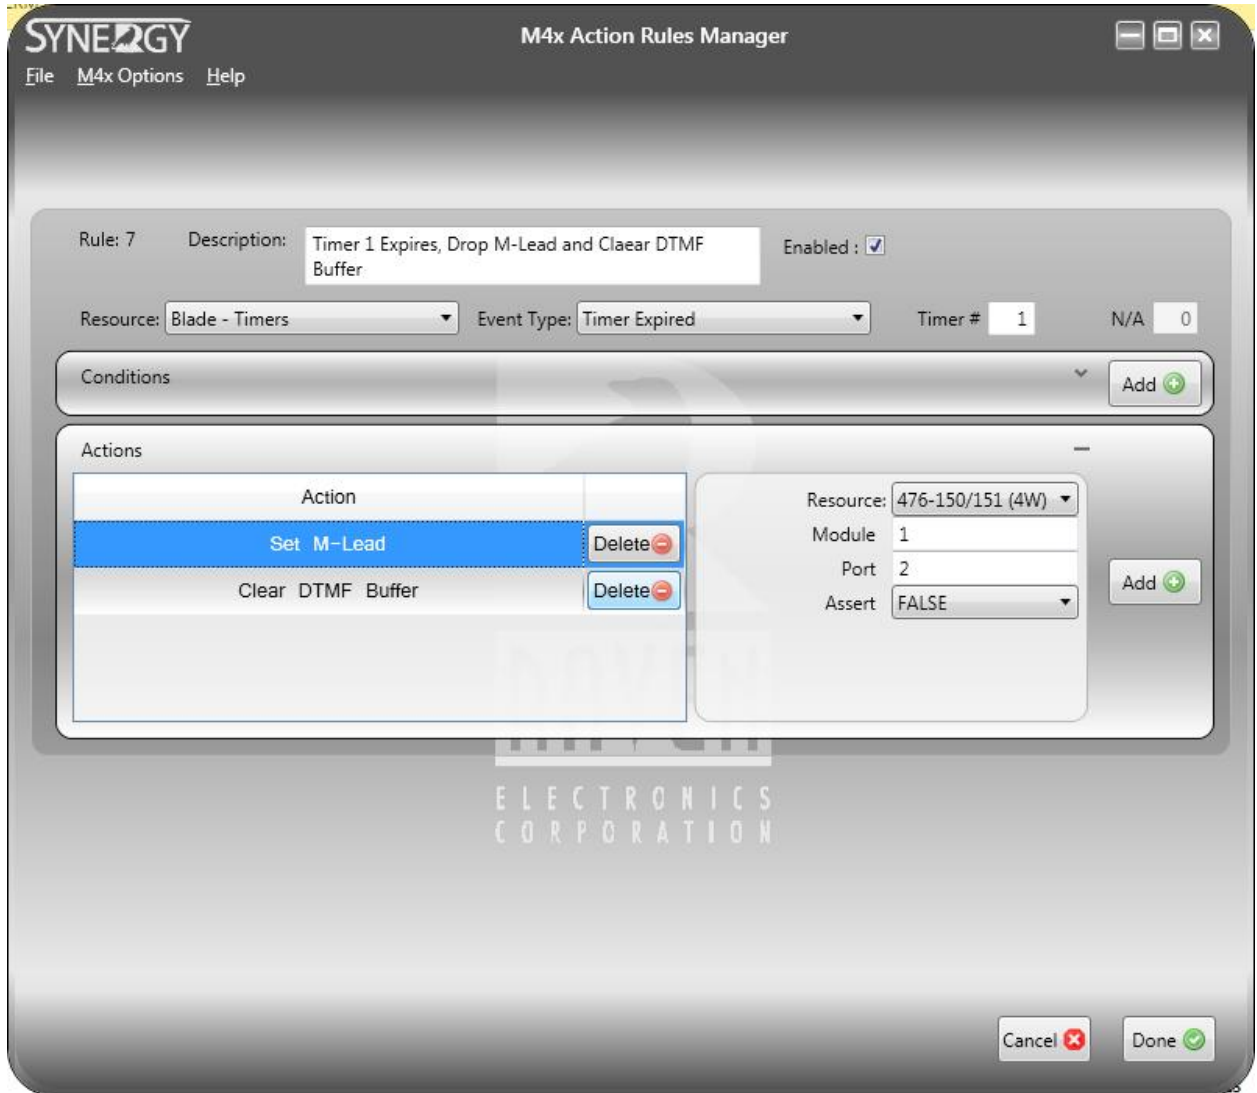 SYNERGY
M4x Action Rules Manager
File M4x Options Help
Rule: 7 Description: Timer 1 Expires, Drop M-Lead and Claear DTMF
Buffer
Enabled :
Resource: Blade - Timers Event Type: Timer Expired Timer # 1 N/A 0
Conditions
Add
Actions
Action
Set M-Lead Delete
Clear DTMF Buffer Delete
Resource: 476-150/151 (4W)
Module 1
Port 2
Assert FALSE
Add
RAVEN
ELECTRONICS
CORPORATION
Cancel Done